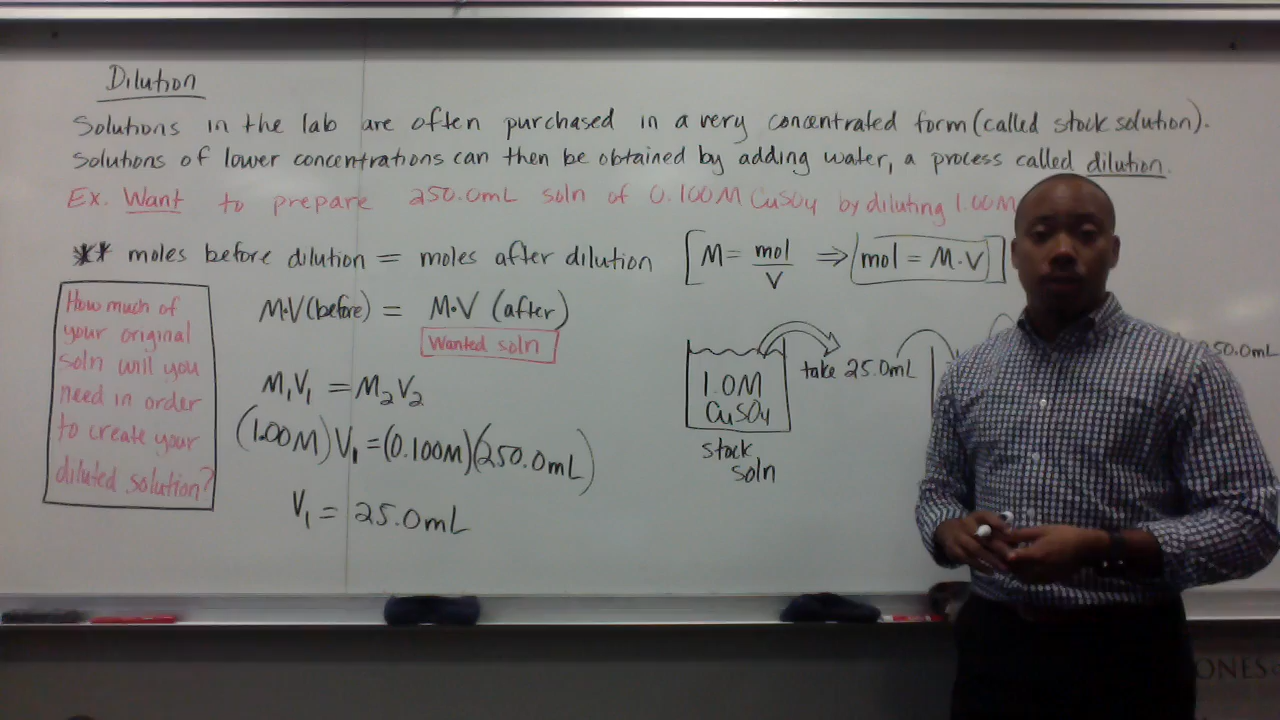 Dilution
Solutions in the lab are often purchased in a very concentrated form (called stock solution).
Solutions of lower concentrations can then be obtained by adding water, a process called dilution.
Ex. Want to prepare 250.0mL soln of 0.100M CuSO4 by diluting 1.00M
** moles before dilution = moles after dilution [M = mol/V ⇒ mol = M·V]
How much of
your original
soln will you
need in order
to create your
diluted solution?
M·V (before) = M·V (after)
Wanted soln
M₁V₁ = M₂V₂
(1.00M) V₁ = (0.100M)(250.0mL)
V₁ = 25.0mL
1.0M
CuSO4
stock
soln
take 25.0mL
250.0mL
ONES